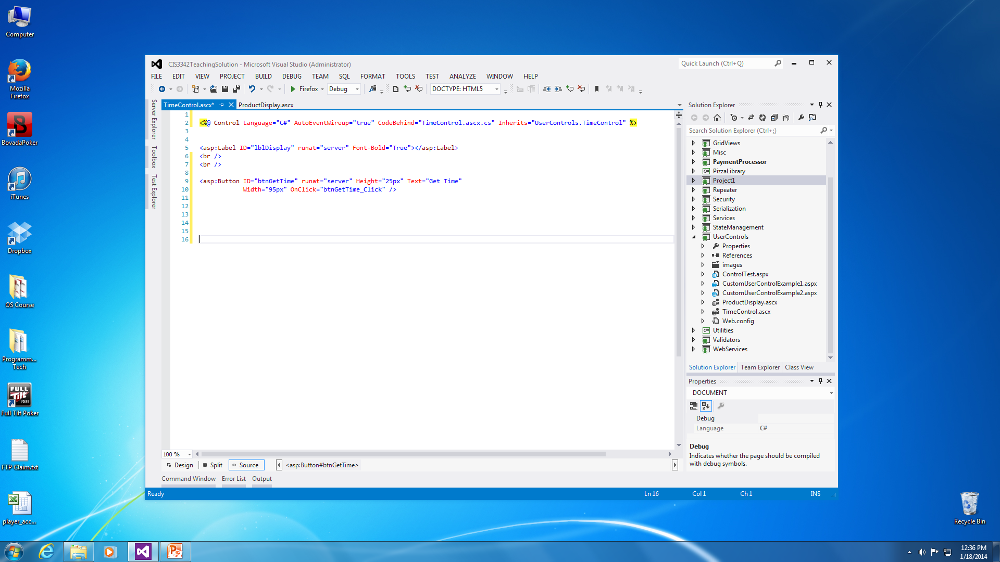 Computer
Mozilla
Firefox
BovadaPoker
iTunes
Dropbox
OS Course
Programm...
Tech
FULL
TiLT
POKER
Full Tilt Poker
FTP Claim.txt
player_acc...
CIS3342TeachingSolution - Microsoft Visual Studio (Administrator)
Quick Launch (Ctrl+Q)
FILE EDIT VIEW PROJECT BUILD DEBUG TEAM SQL FORMAT TOOLS TEST ANALYZE WINDOW HELP
Firefox Debug DOCTYPE: HTML5
Server Explorer
Toolbox
Test Explorer
TimeControl.ascx* ProductDisplay.ascx
1
2 <%@ Control Language="C#" AutoEventWireup="true" CodeBehind="TimeControl.ascx.cs" Inherits="UserControls.TimeControl" %>
3
4
5 <asp:Label ID="lblDisplay" runat="server" Font-Bold="True"></asp:Label>
6 <br />
7 <br />
8
9 <asp:Button ID="btnGetTime" runat="server" Height="25px" Text="Get Time"
10 Width="95px" OnClick="btnGetTime_Click" />
11
12
13
14
15
16
100 %
Design Split Source <asp:Button#btnGetTime>
Command Window Error List Output
Ready Ln 16 Col 1 Ch 1 INS
Solution Explorer
Search Solution Explorer (Ctrl+;)
GridViews
Misc
PaymentProcessor
C# PizzaLibrary
Project1
Repeater
Security
Serialization
Services
StateManagement
UserControls
Properties
References
images
ControlTest.aspx
CustomUserControlExample1.aspx
CustomUserControlExample2.aspx
ProductDisplay.ascx
TimeControl.ascx
Web.config
C# Utilities
Validators
WebServices
Solution Explorer Team Explorer Class View
Properties
DOCUMENT
Debug
Language C#
Debug
Indicates whether the page should be compiled
with debug symbols.
Recycle Bin
12:36 PM
1/18/2014